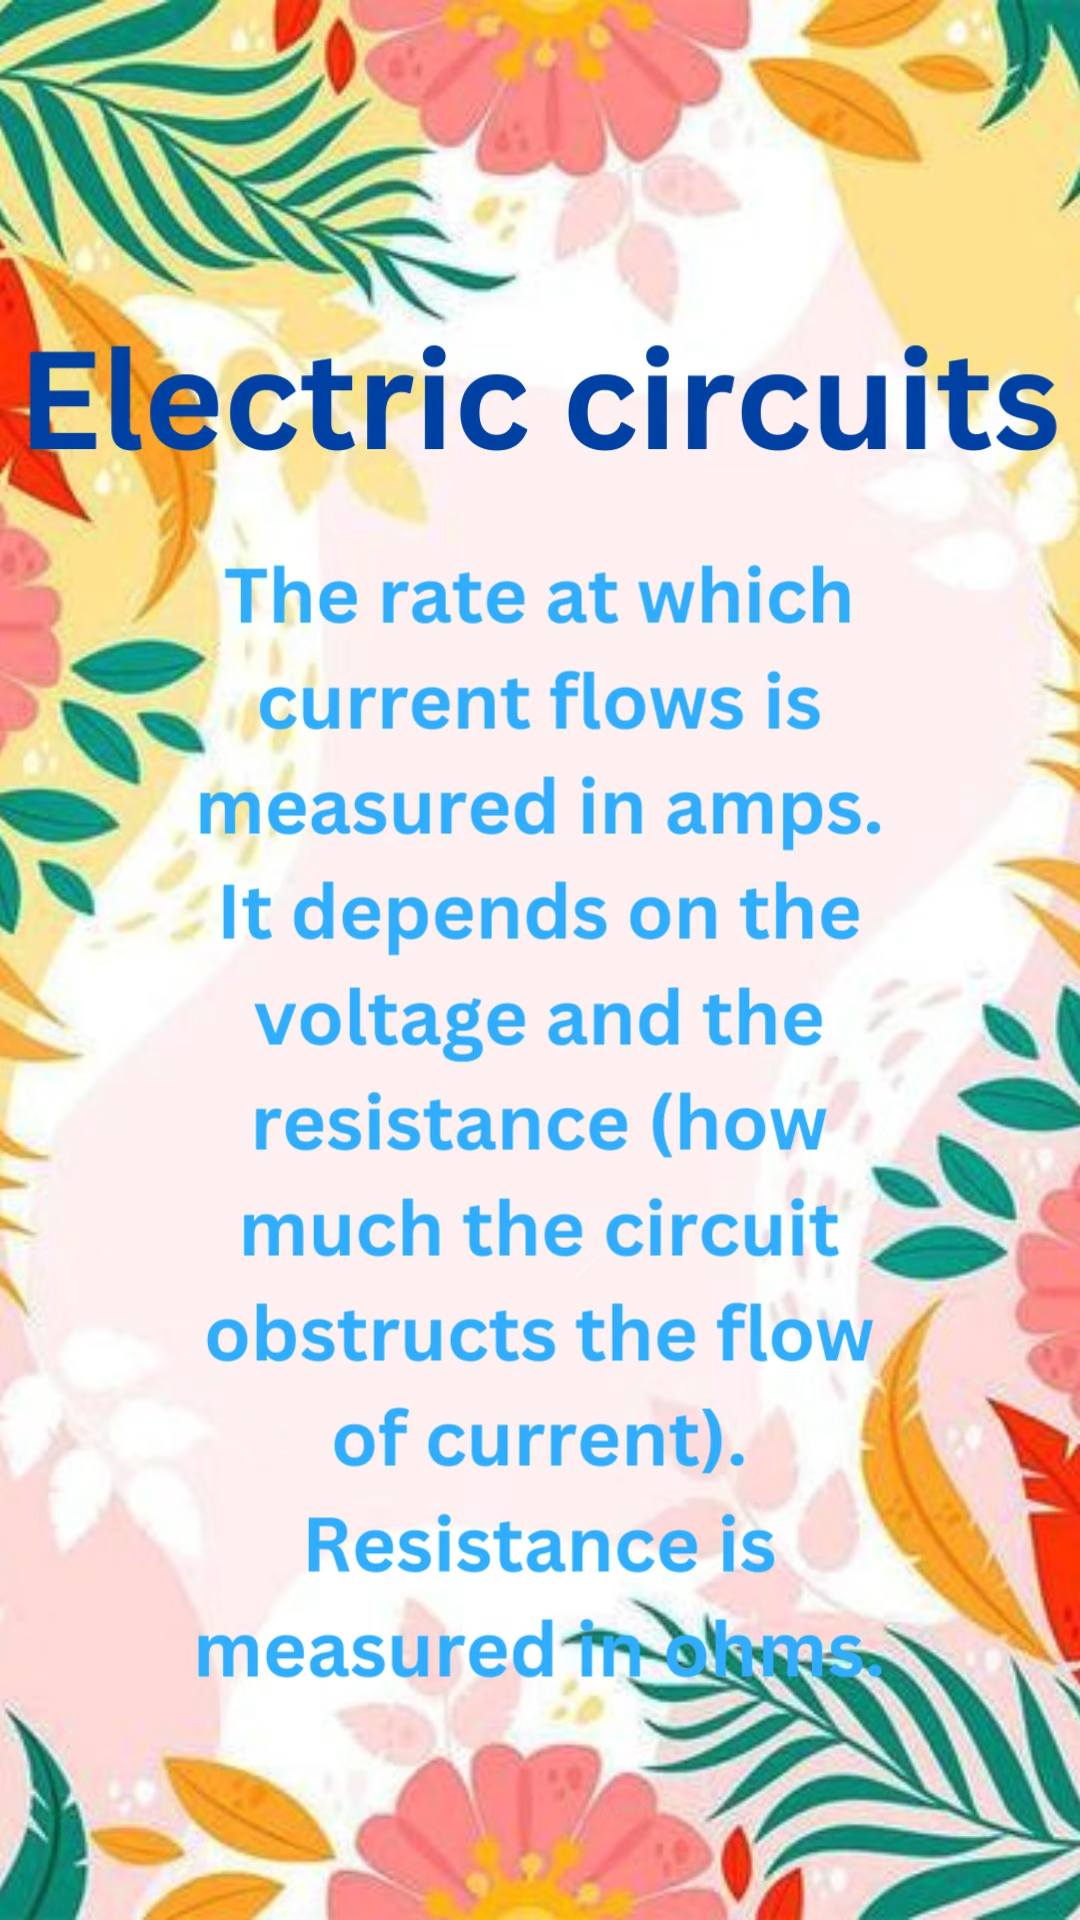 Electric circuits
The rate at which
current flows is
measured in amps.
It depends on the
voltage and the
resistance (how
much the circuit
obstructs the flow
of current).
Resistance is
measured in ohms.